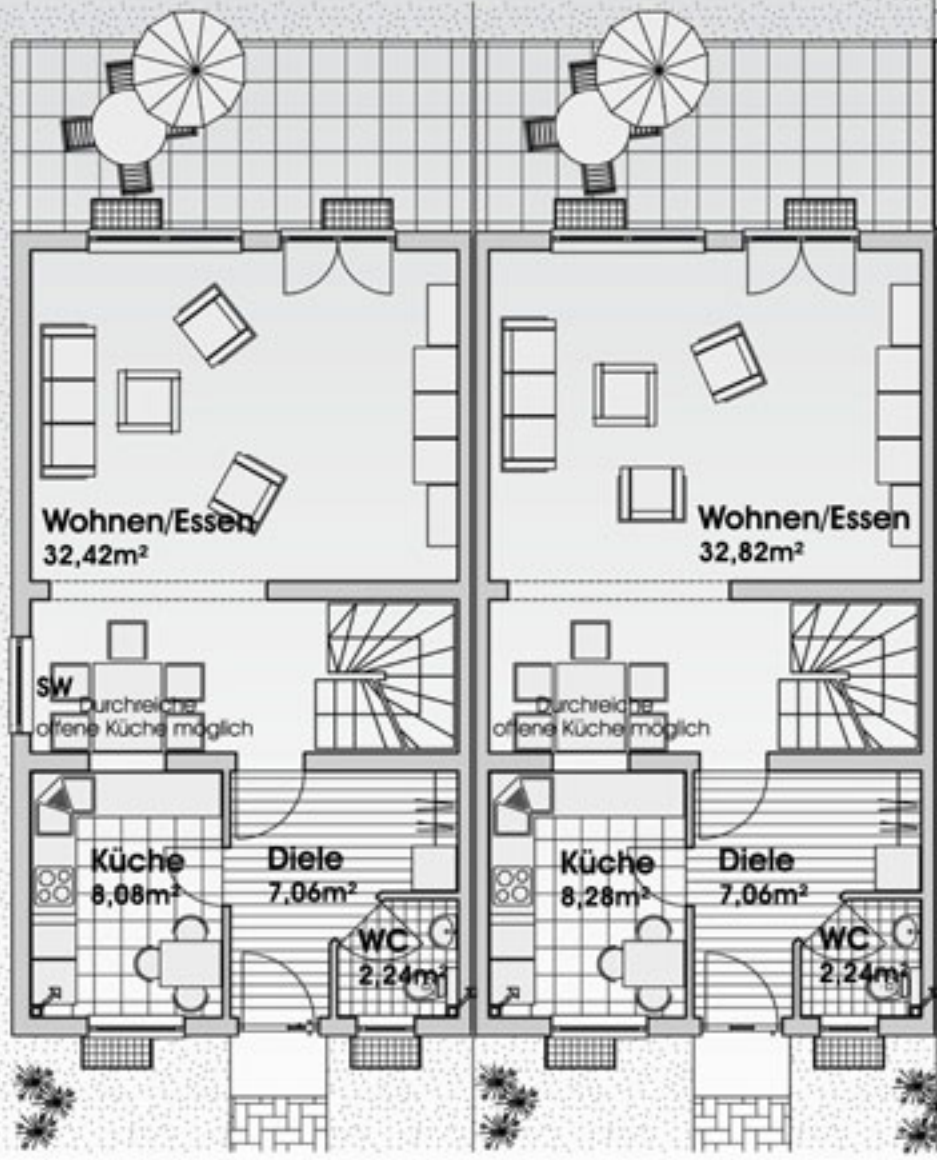 Wohnen/Essen
32,42m²
Wohnen/Essen
32,82m²
SW
Durchreiche
offene Küche möglich
Durchreiche
offene Küche möglich
Küche
8,08m²
Diele
7,06m²
WC
2,24m²
Küche
8,28m²
Diele
7,06m²
WC
2,24m²